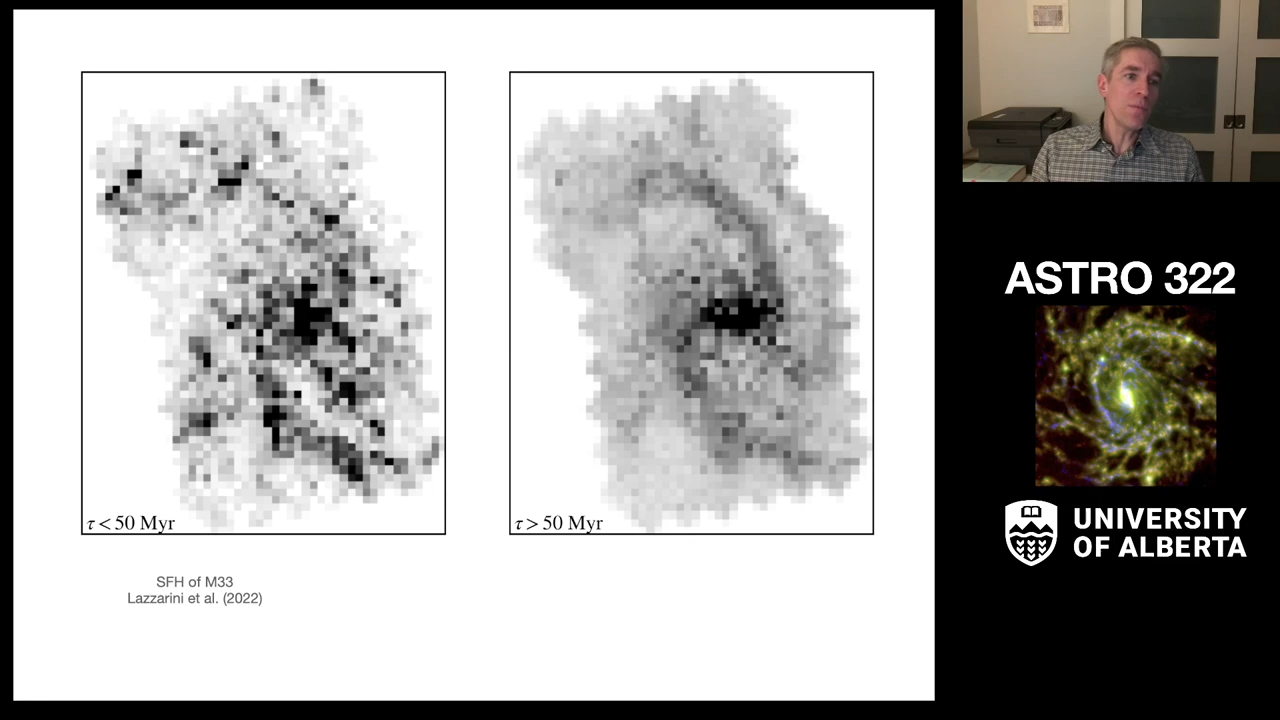 τ < 50 Myr
τ > 50 Myr
SFH of M33
Lazzarini et al. (2022)
ASTRO 322
UNIVERSITY
OF ALBERTA